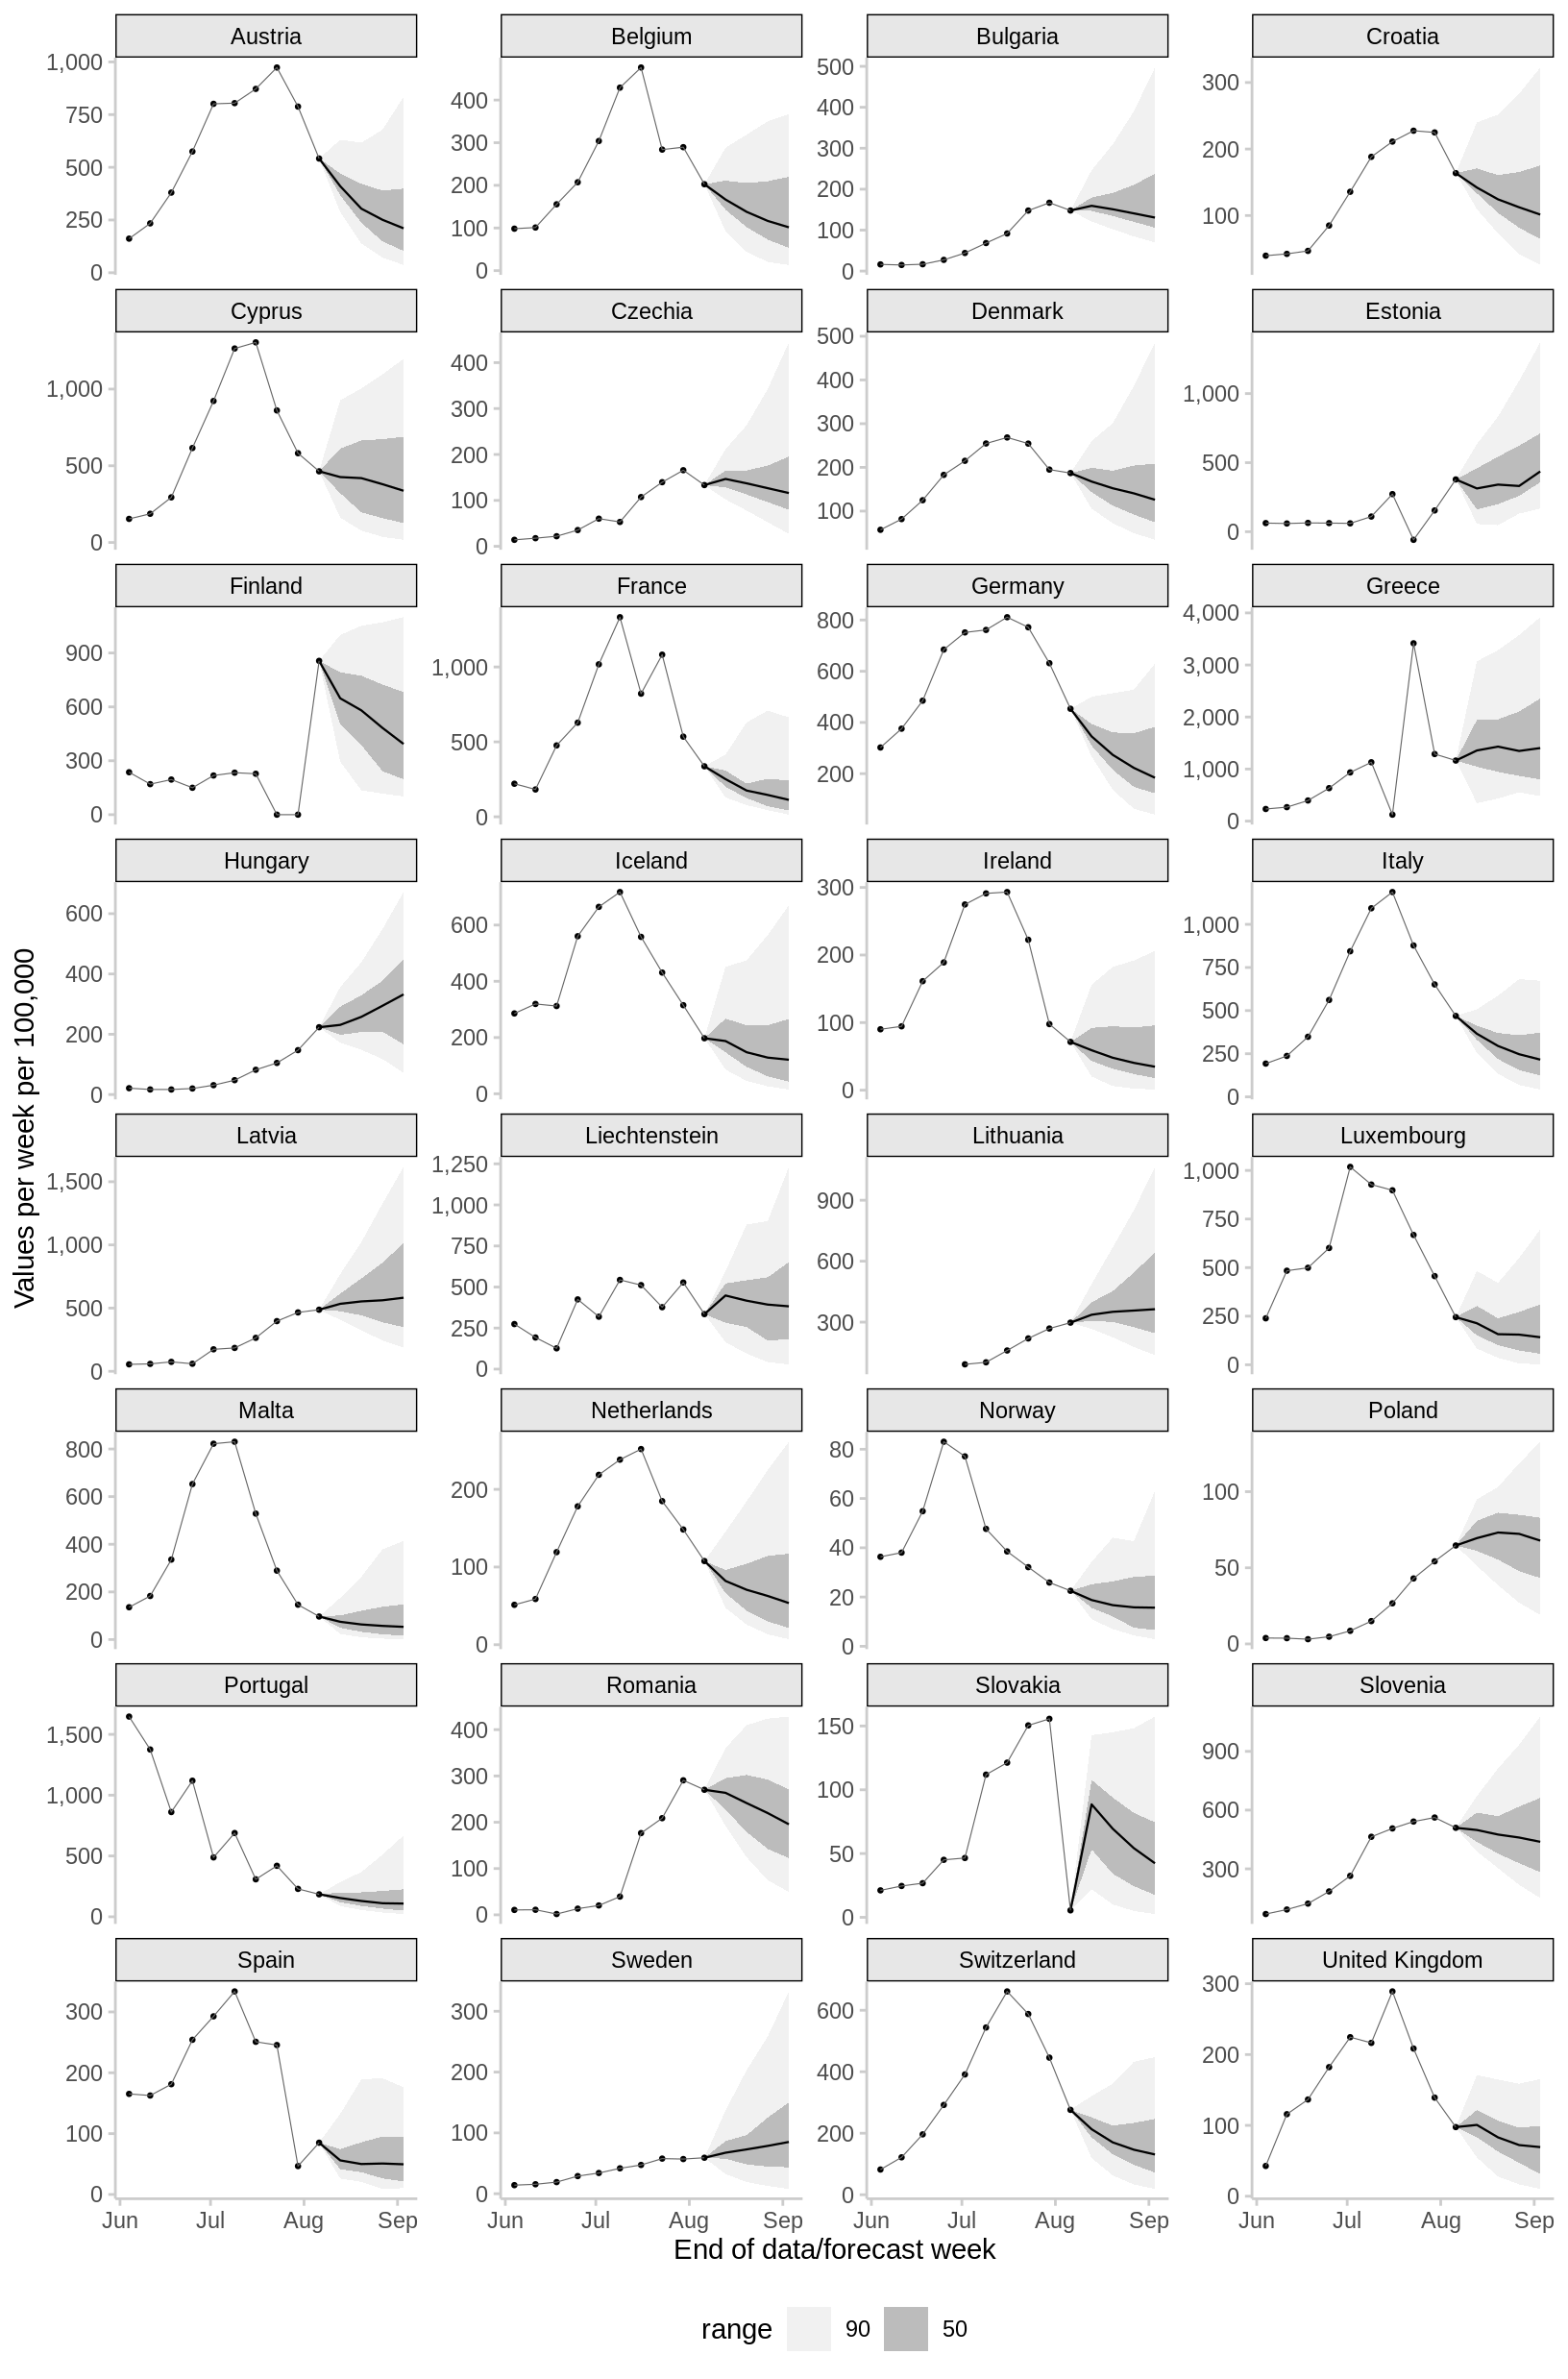 Austria Belgium Bulgaria Croatia
1,000 750 500 250 0
400 300 200 100 0
500 400 300 200 100 0
300 200 100
Cyprus Czechia Denmark Estonia
1,000 500 0
400 300 200 100 0
500 400 300 200 100
1,000 500 0
Finland France Germany Greece
900 600 300 0
1,000 500 0
800 600 400 200
4,000 3,000 2,000 1,000 0
Hungary Iceland Ireland Italy
600 400 200 0
600 400 200 0
300 200 100 0
1,000 750 500 250 0
Values per week per 100,000
Latvia Liechtenstein Lithuania Luxembourg
1,500 1,000 500 0
1,250 1,000 750 500 250 0
900 600 300
1,000 750 500 250 0
Malta Netherlands Norway Poland
800 600 400 200 0
200 100 0
80 60 40 20 0
100 50 0
Portugal Romania Slovakia Slovenia
1,500 1,000 500 0
400 300 200 100 0
150 100 50 0
900 600 300
Spain Sweden Switzerland United Kingdom
300 200 100 0
300 200 100 0
600 400 200 0
300 200 100 0
Jun Jul Aug Sep Jun Jul Aug Sep Jun Jul Aug Sep Jun Jul Aug Sep
End of data/forecast week
range 90 50